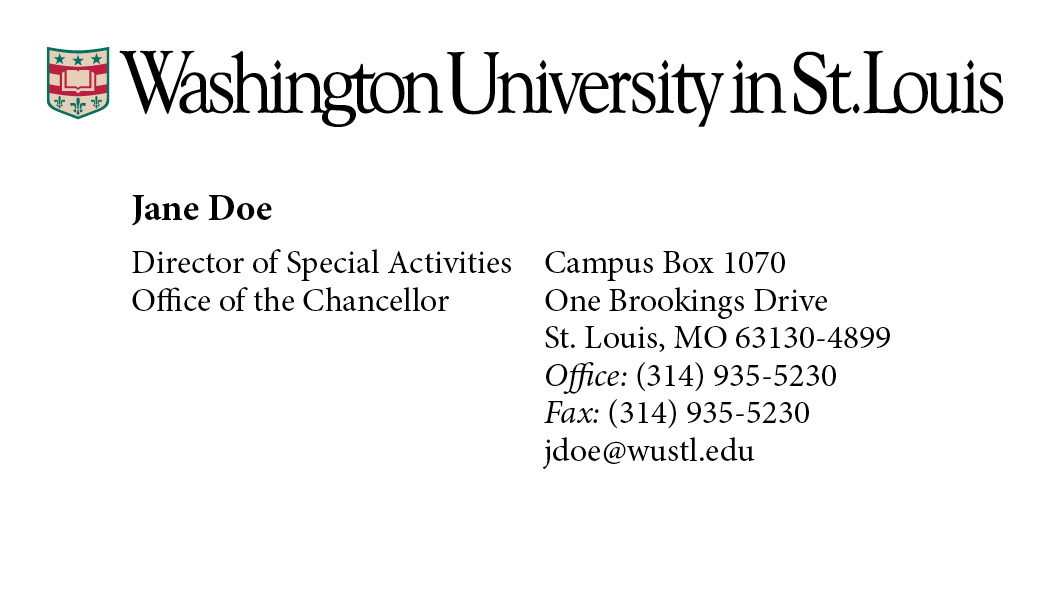 Washington University in St. Louis
Jane Doe
Director of Special Activities
Office of the Chancellor
Campus Box 1070
One Brookings Drive
St. Louis, MO 63130-4899
Office: (314) 935-5230
Fax: (314) 935-5230
jdoe@wustl.edu